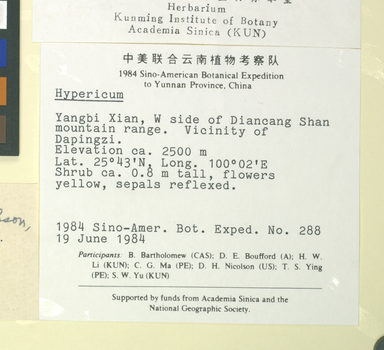 Herbarium
Kunming Institute of Botany
Academia Sinica (KUN)
中美联合云南植物考察队
1984 Sino-American Botanical Expedition
to Yunnan Province, China
Hypericum
Yangbi Xian, W side of Diancang Shan
mountain range. Vicinity of
Dapingzi.
Elevation ca. 2500 m
Lat. 25°43'N, Long. 100°02'E
Shrub ca. 0.8 m tall, flowers
yellow, sepals reflexed.
1984 Sino-Amer. Bot. Exped. No. 288
19 June 1984
Participants: B. Bartholomew (CAS); D. E. Boufford (A); H. W.
Li (KUN); C. G. Ma (PE); D. H. Nicolson (US); T. S. Ying
(PE); S. W. Yu (KUN)
Supported by funds from Academia Sinica and the
National Geographic Society.